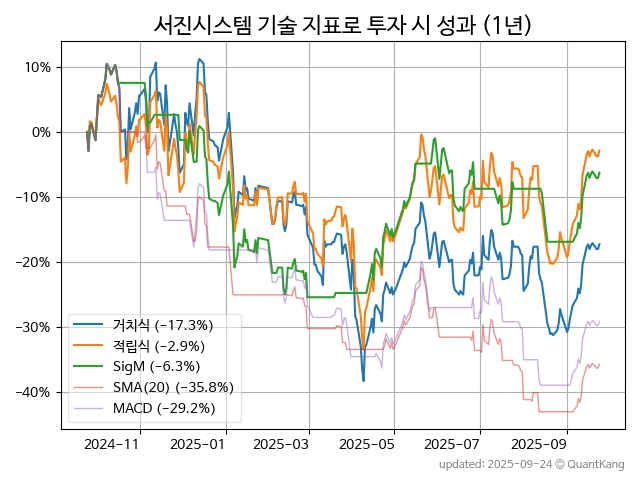 서진시스템 기술 지표로 투자 시 성과 (1년)
10%
0%
−10%
−20%
−30%
−40%
거치식 (−17.3%)
적립식 (−2.9%)
SigM (−6.3%)
SMA(20) (−35.8%)
MACD (−29.2%)
2024-11
2025-01
2025-03
2025-05
2025-07
2025-09
updated: 2025-09-24 © QuantKang